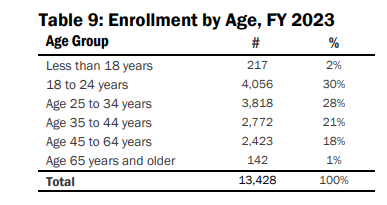 Table 9: Enrollment by Age, FY 2023
Age Group # %
Less than 18 years 217 2%
18 to 24 years 4,056 30%
Age 25 to 34 years 3,818 28%
Age 35 to 44 years 2,772 21%
Age 45 to 64 years 2,423 18%
Age 65 years and older 142 1%
Total 13,428 100%